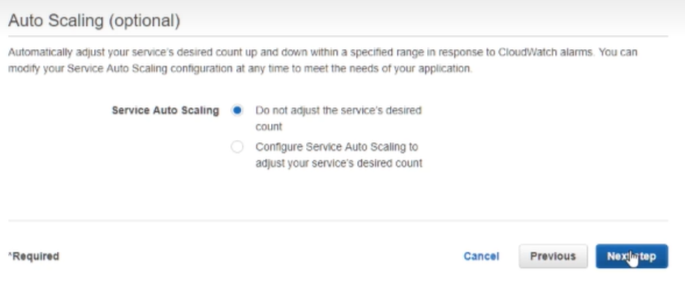 Auto Scaling (optional)
Automatically adjust your service's desired count up and down within a specified range in response to CloudWatch alarms. You can
modify your Service Auto Scaling configuration at any time to meet the needs of your application.
Service Auto Scaling Do not adjust the service's desired
count
Configure Service Auto Scaling to
adjust your service's desired count
*Required Cancel Previous Next step